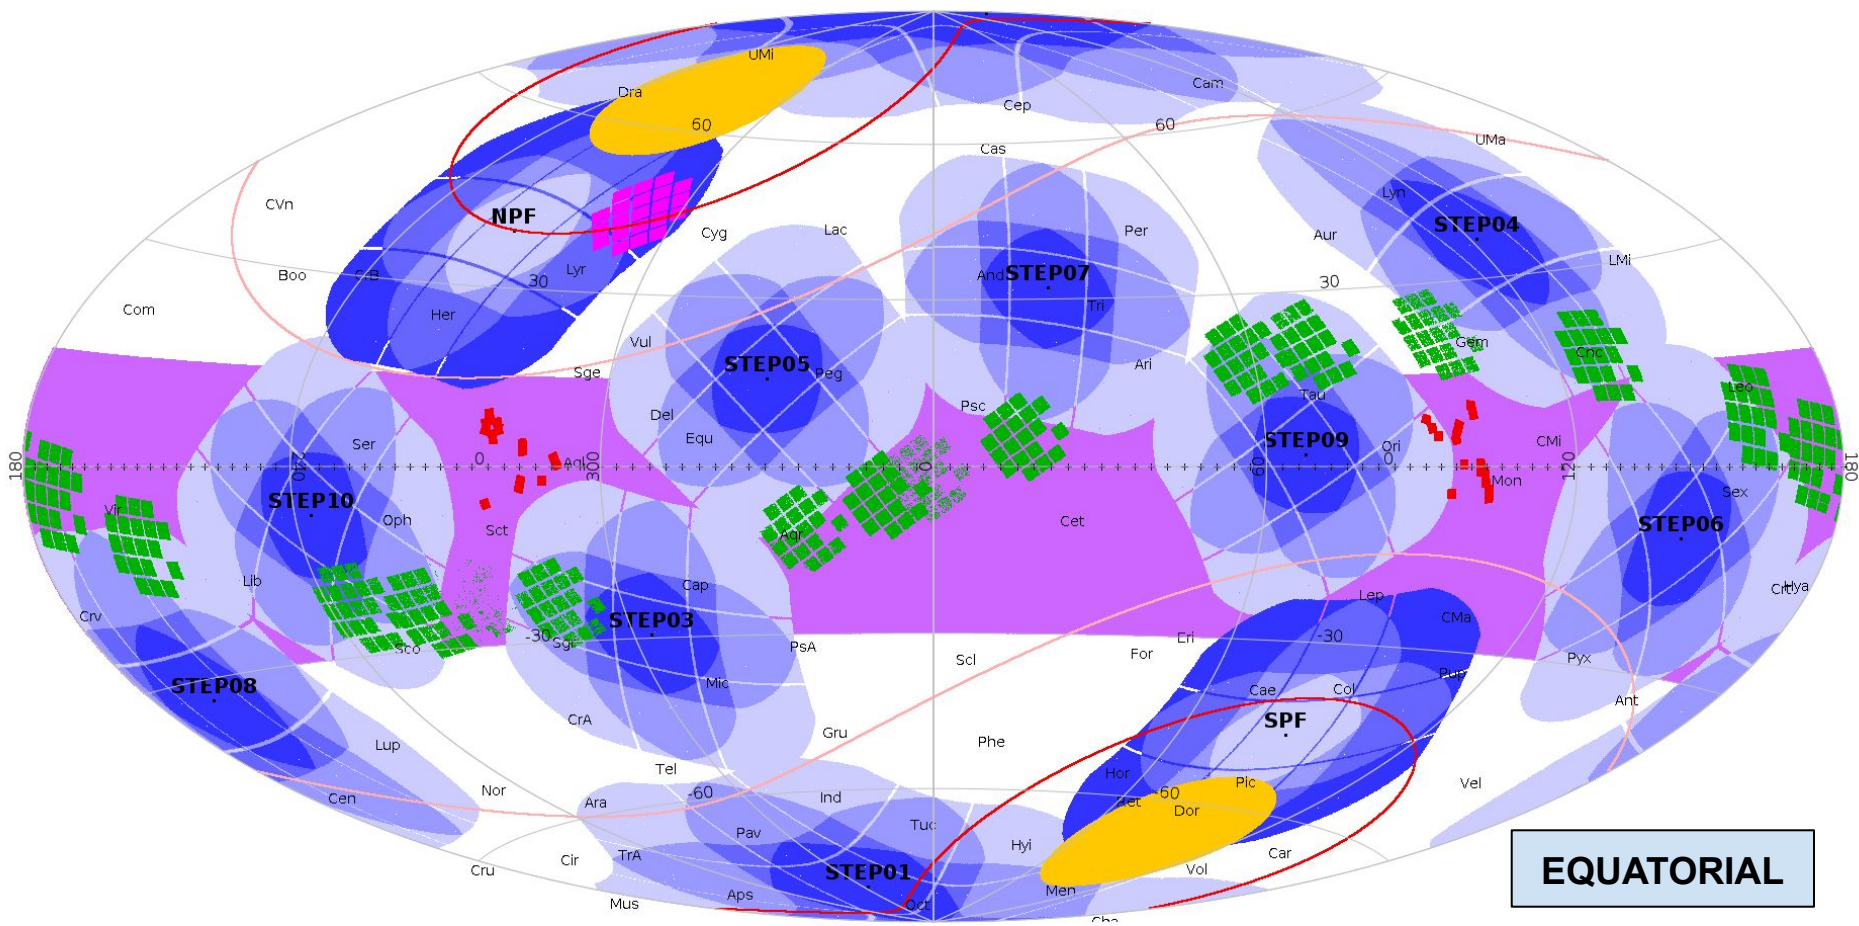 UMi
Dra
Cam
Cep
60
60
UMa
Cas
Lyn
CVn
NPF
STEP04
Cyg
Lac
Per
Aur
LMi
Boo
CrB
Lyr
30
And
STEP07
30
Com
Her
Tri
Vul
Gem
Cnc
Sge
STEP05
Peg
Ari
Leo
Tau
Del
Psc
Equ
Ser
STEP09
Ori
CMi
180
240
0
Aql
300
0
60
0
120
180
STEP10
Mon
Sex
Vir
Oph
Sct
Aqr
Cet
STEP06
Lib
Cap
Lep
Crt
Hya
Crv
STEP03
CMa
-30
Sgr
Eri
-30
Sco
PsA
Scl
For
Pyx
STEP08
Mic
Cae
Col
Pup
Ant
CrA
SPF
Lup
Gru
Phe
Tel
Hor
Pic
Vel
Nor
-60
-60
Cen
Ara
Ind
Ret
Dor
Pav
Tuc
Hyi
Cir
TrA
Car
Cru
STEP01
Vol
EQUATORIAL
Mus
Aps
Oct
Men
Cha